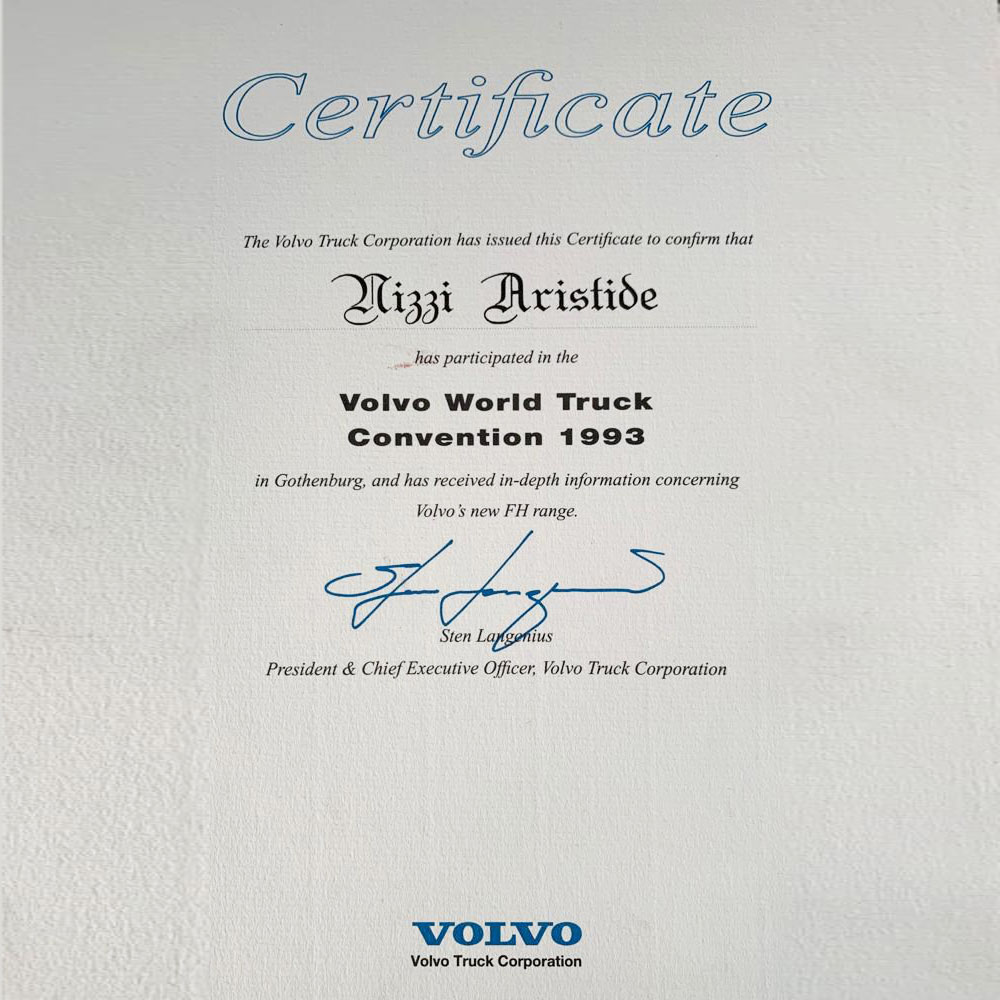 Certificate
The Volvo Truck Corporation has issued this Certificate to confirm that
Nizzi Aristide
has participated in the
Volvo World Truck
Convention 1993
in Gothenburg, and has received in-depth information concerning
Volvo's new FH range.
Sten Langenius
President & Chief Executive Officer, Volvo Truck Corporation
VOLVO
Volvo Truck Corporation